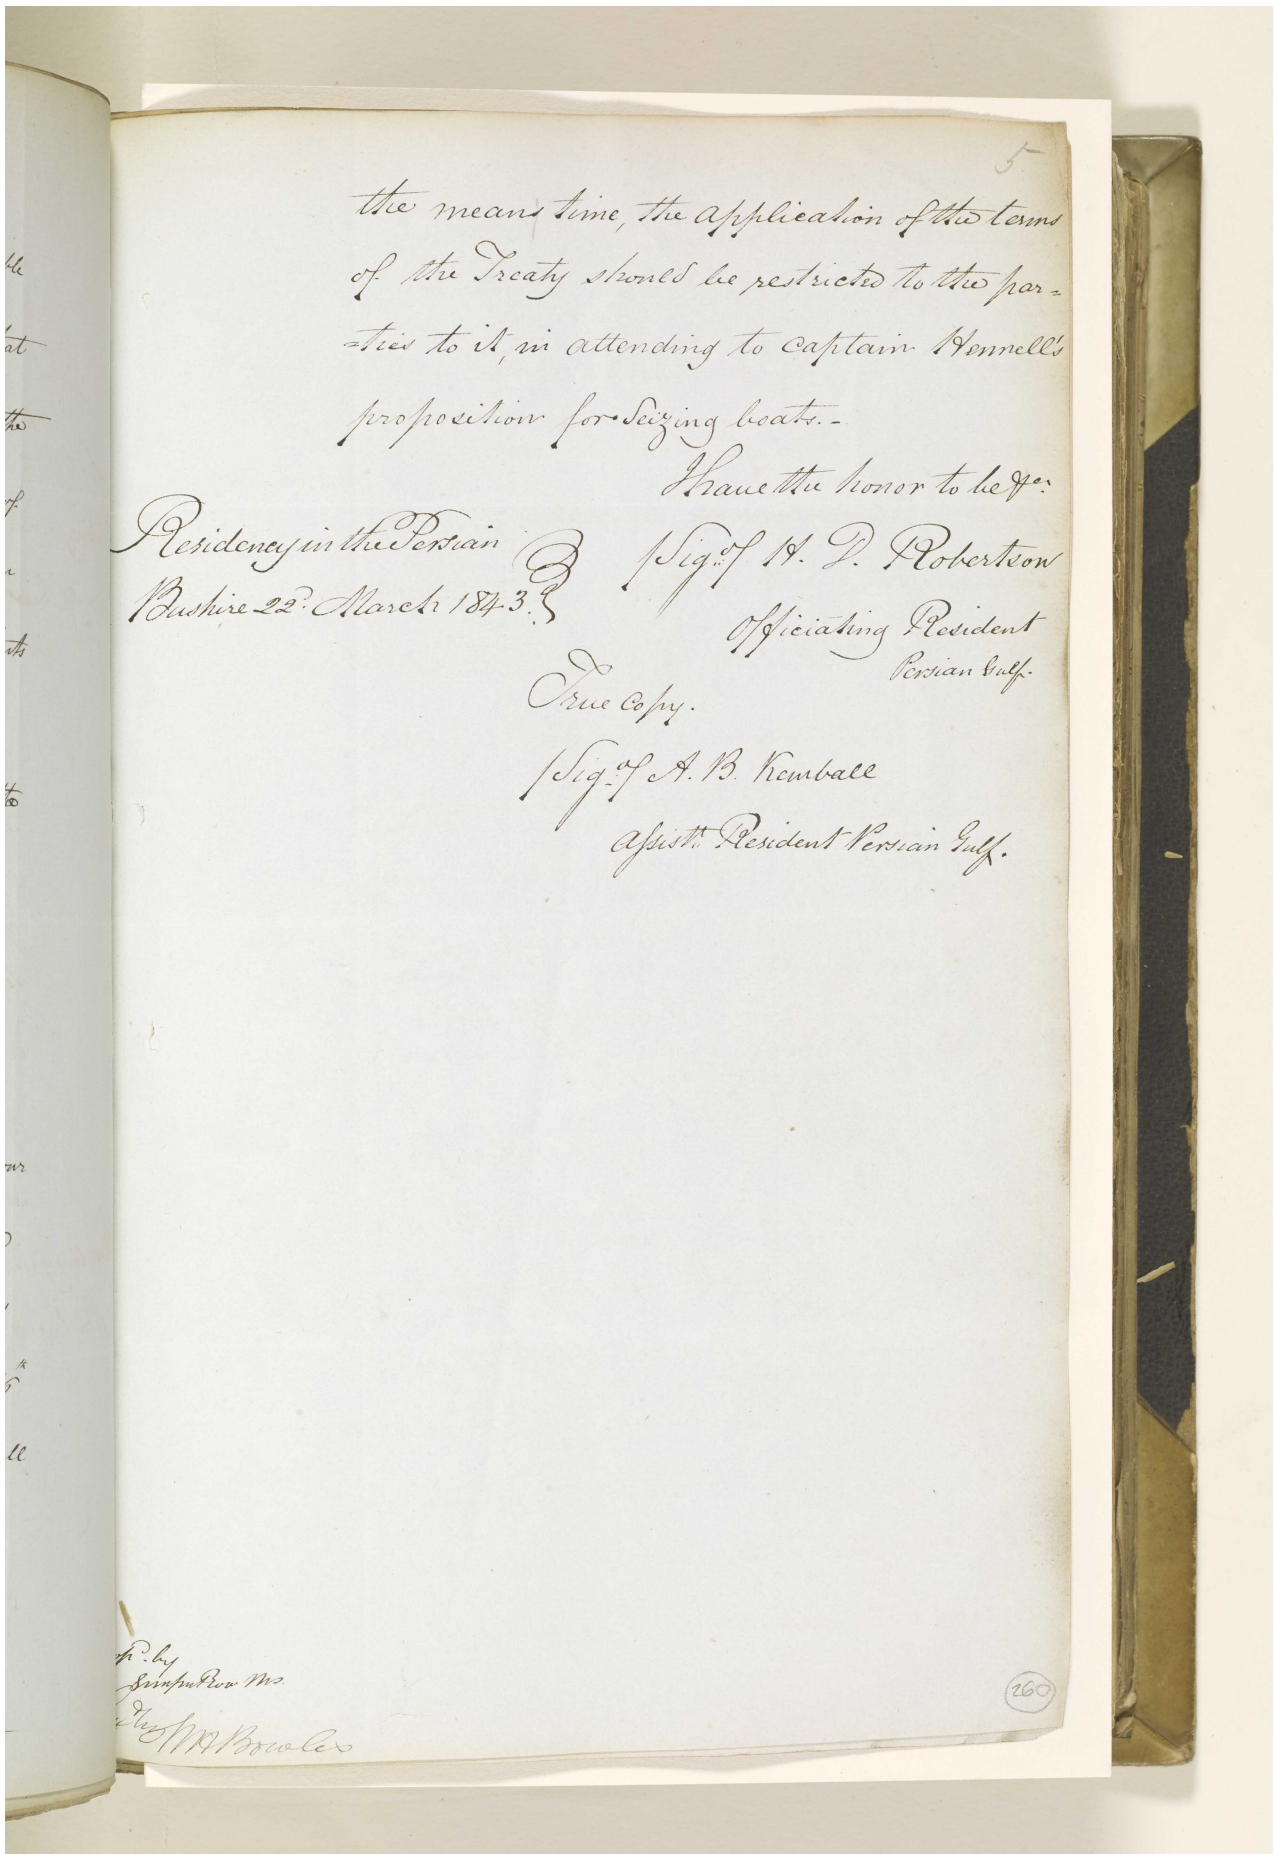 5
the means time, the application of the terms
of the Treaty should be restricted to the par=
=ties to it, in attending to Captain Hennell's
proposition for Seizing boats.-
I have the honor to be &ca
Residency in the Persian
Bushire 22d. March 1843.
/Sigd/ H. D. Robertson
Officiating Resident
Persian Gulf.
True Copy.
/Sigd/ A. B. Kemball
Assistt. Resident Persian Gulf.
by
260